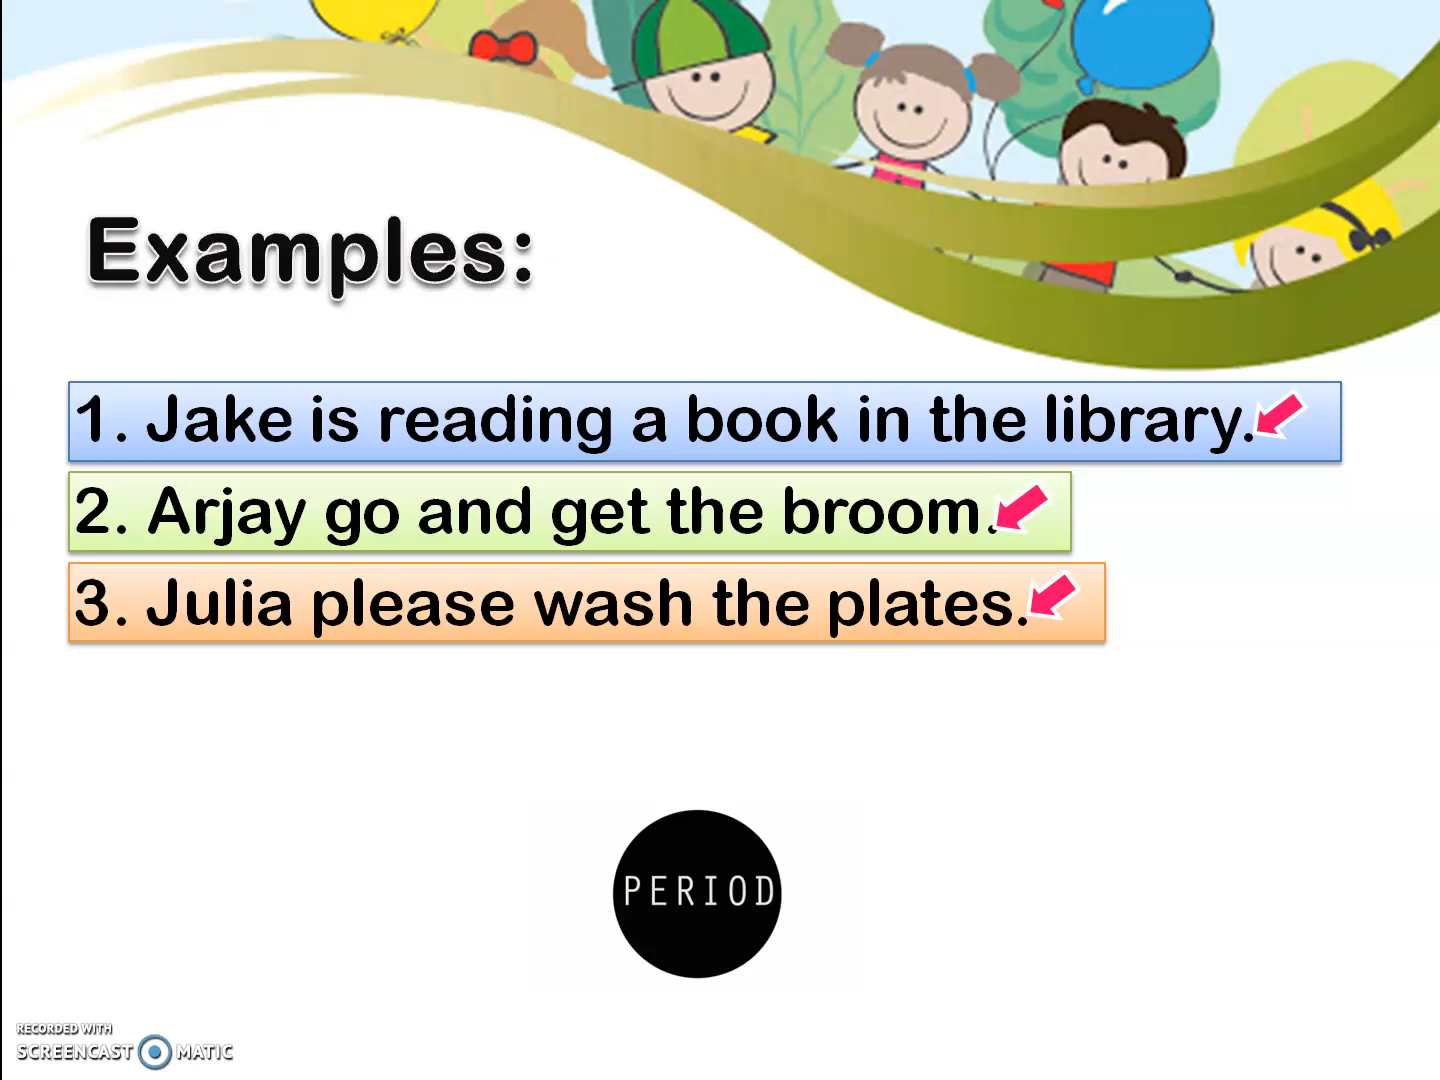 Examples:
1. Jake is reading a book in the library.
2. Arjay go and get the broom.
3. Julia please wash the plates.
PERIOD
RECORDED WITH
SCREENCAST MATIC